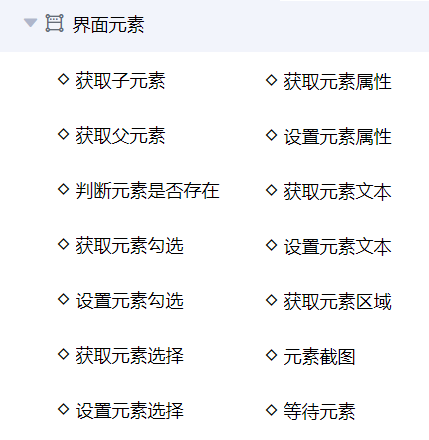 界面元素
获取子元素
获取元素属性
获取父元素
设置元素属性
判断元素是否存在
获取元素文本
获取元素勾选
设置元素文本
设置元素勾选
获取元素区域
获取元素选择
元素截图
设置元素选择
等待元素